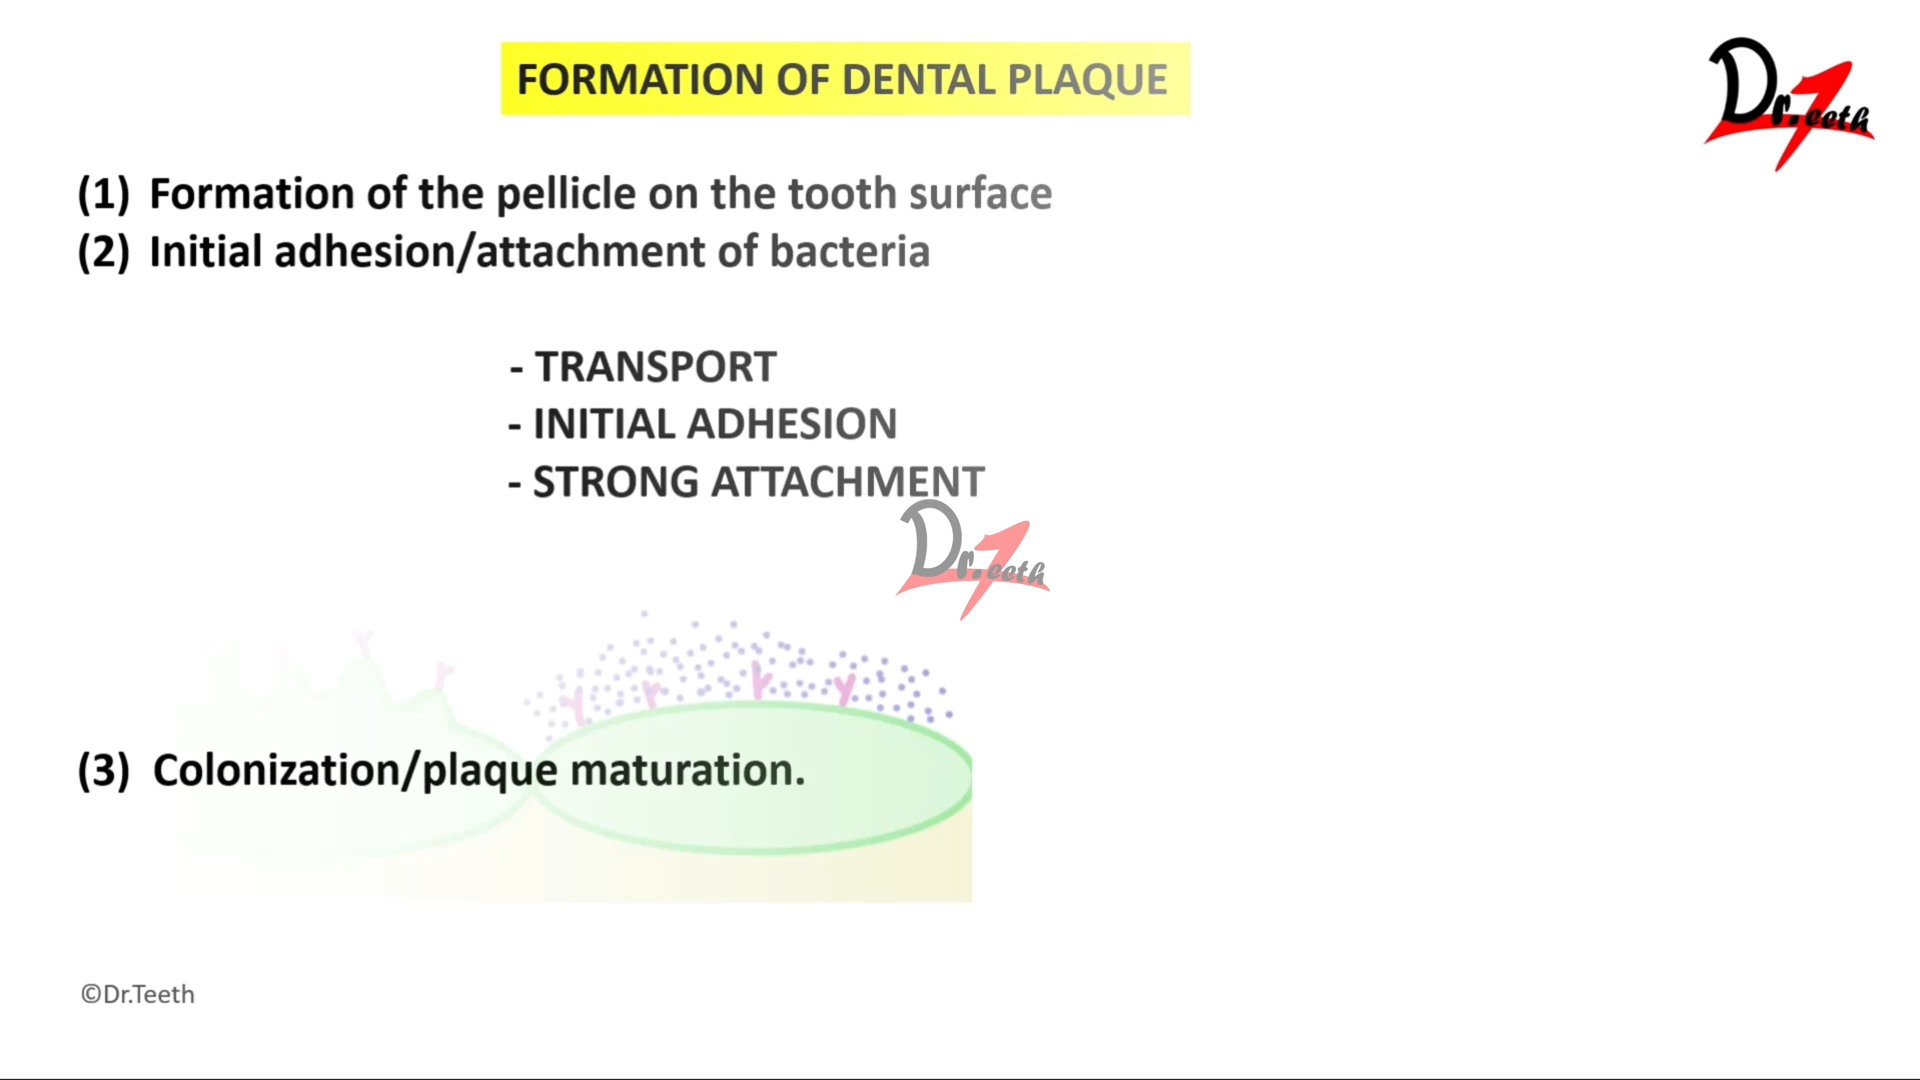 FORMATION OF DENTAL PLAQUE
Dr.Teeth
(1) Formation of the pellicle on the tooth surface
(2) Initial adhesion/attachment of bacteria
- TRANSPORT
- INITIAL ADHESION
- STRONG ATTACHMENT
Dr.Teeth
(3) Colonization/plaque maturation.
©Dr.Teeth